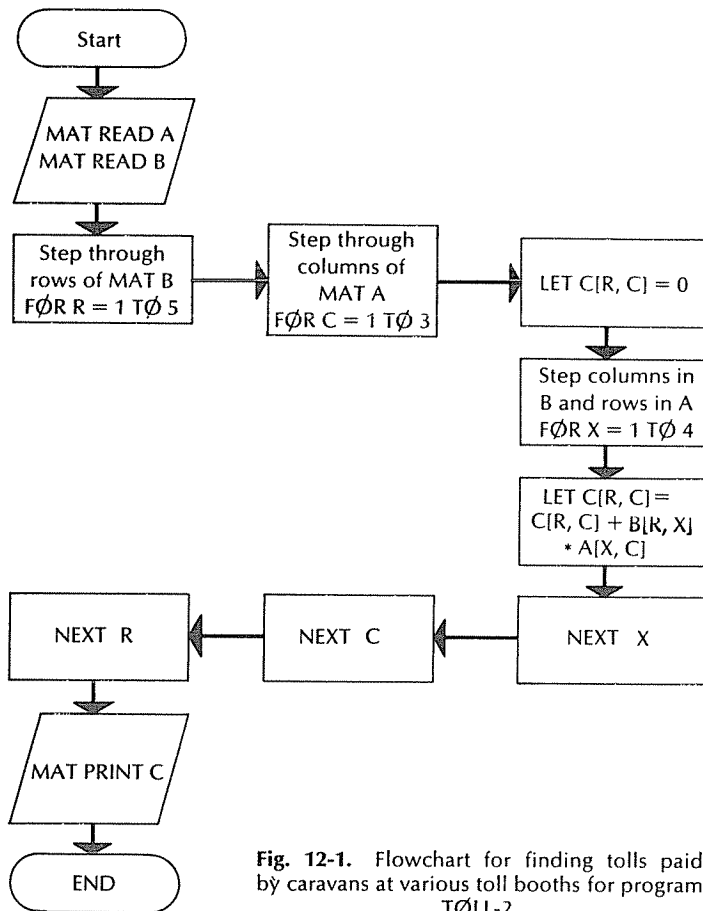 Start
MAT READ A
MAT READ B
Step through
rows of MAT B
FØR R = 1 TØ 5
Step through
columns of
MAT A
FØR C = 1 TØ 3
LET C[R, C] = 0
Step columns in
B and rows in A
FØR X = 1 TØ 4
LET C[R, C] =
C[R, C] + B[R, X]
* A[X, C]
NEXT X
NEXT C
NEXT R
MAT PRINT C
END
Fig. 12-1. Flowchart for finding tolls paid
by caravans at various toll booths for program
TØLL-2